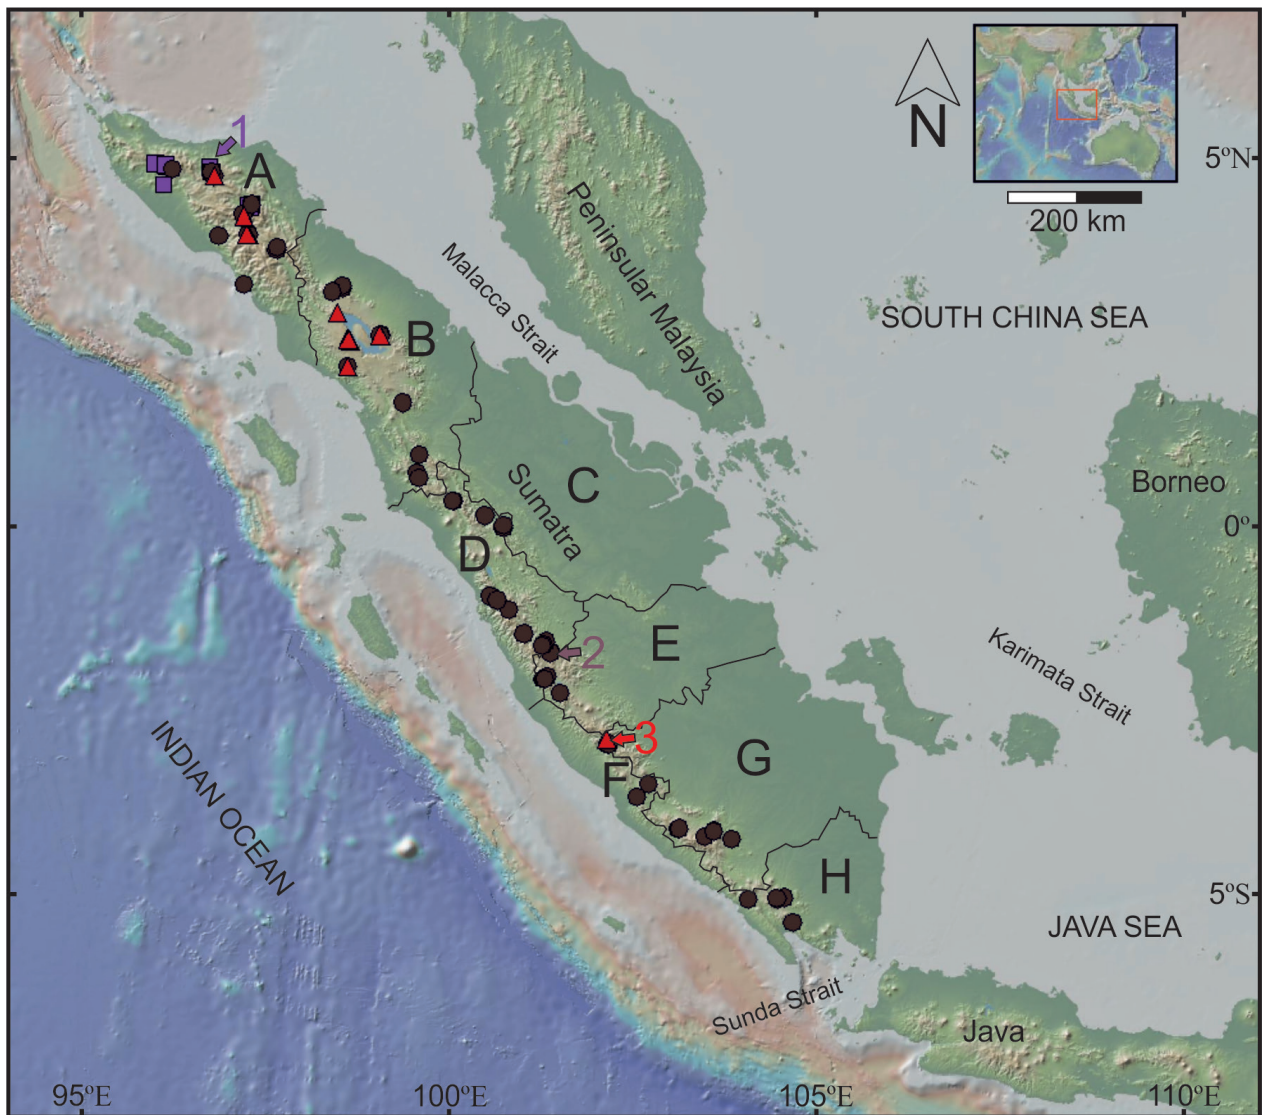 1
A
N
5ºN
200 km
Peninsular Malaysia
Malacca Strait
SOUTH CHINA SEA
B
C
Sumatra
Borneo
0º
D
E
2
Karimata Strait
3
F
G
INDIAN OCEAN
H
5ºS
JAVA SEA
Sunda Strait
Java
95ºE
100ºE
105ºE
110ºE